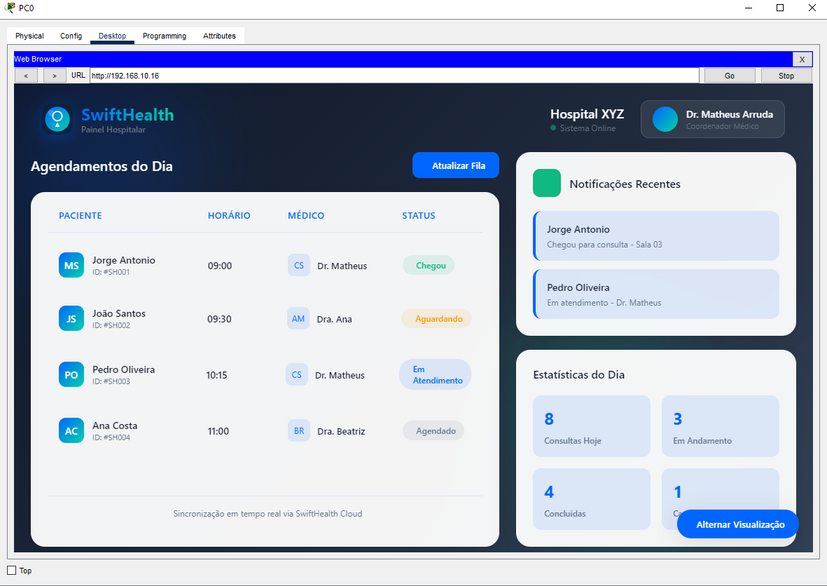 PC0
Physical Config Desktop Programming Attributes
Web Browser X
< > URL http://192.168.10.16 Go Stop
SwiftHealth
Painel Hospitalar
Hospital XYZ
Sistema Online
Dr. Matheus Arruda
Coordenador Médico
Agendamentos do Dia
Atualizar Fila
PACIENTE HORÁRIO MÉDICO STATUS
MS Jorge Antonio 09:00 CS Dr. Matheus Chegou
ID: #SH001
JS João Santos 09:30 AM Dra. Ana Aguardando
ID: #SH002
PO Pedro Oliveira 10:15 CS Dr. Matheus Em
Atendimento
ID: #SH003
AC Ana Costa 11:00 BR Dra. Beatriz Agendado
ID: #SH004
Sincronização em tempo real via SwiftHealth Cloud
Notificações Recentes
Jorge Antonio
Chegou para consulta - Sala 03
Pedro Oliveira
Em atendimento - Dr. Matheus
Estatísticas do Dia
8
Consultas Hoje
3
Em Andamento
4
Concluídas
1
Alternar Visualização
Top